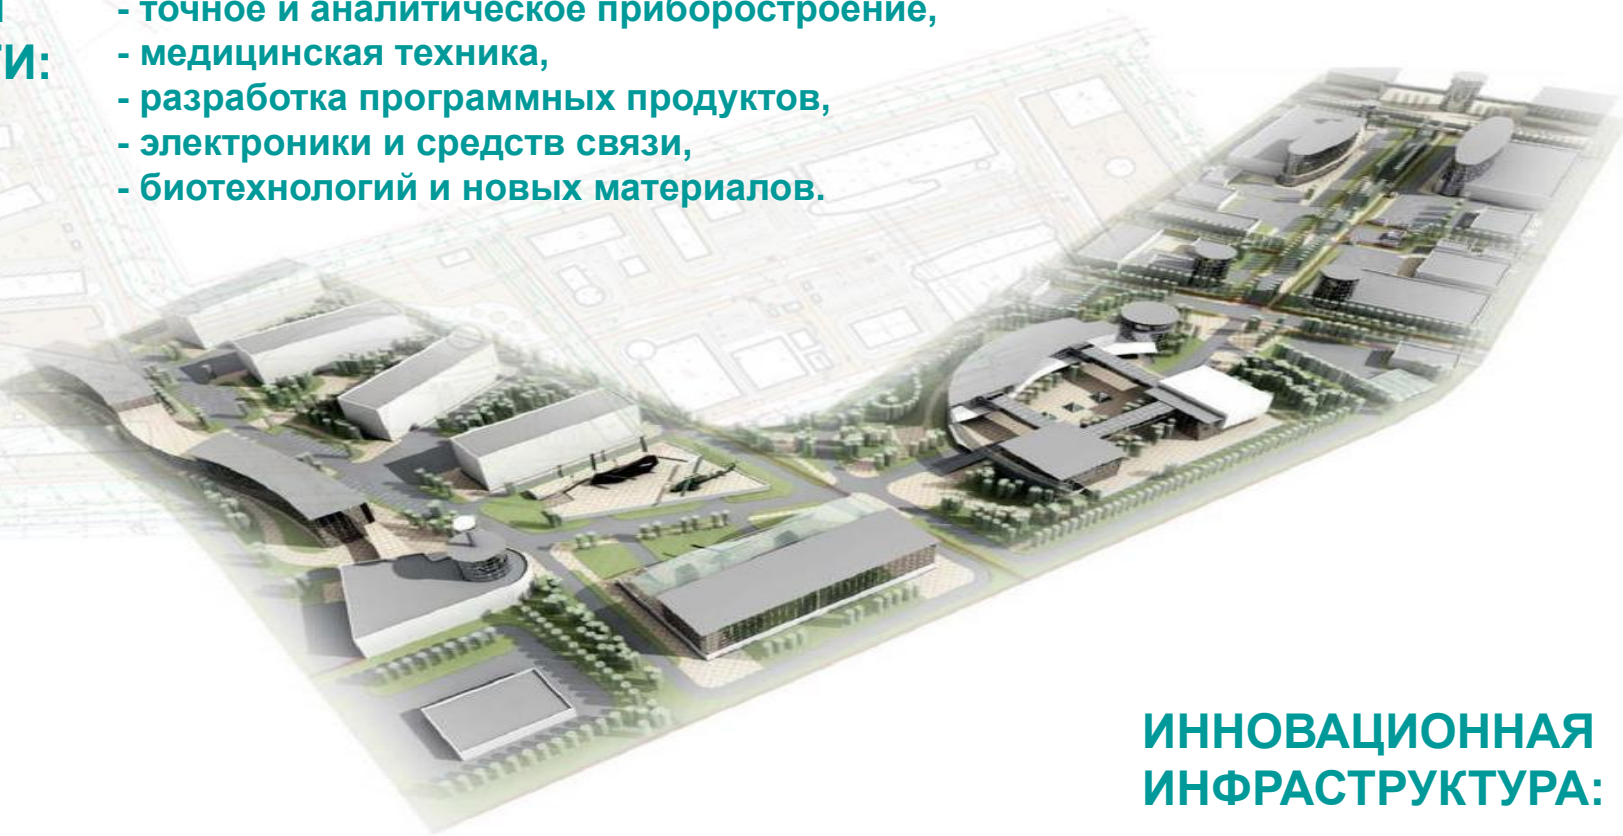 - точное и аналитическое приборостроение,
- медицинская техника,
- разработка программных продуктов,
- электроники и средств связи,
- биотехнологий и новых материалов.
ИННОВАЦИОННАЯ
ИНФРАСТРУКТУРА: